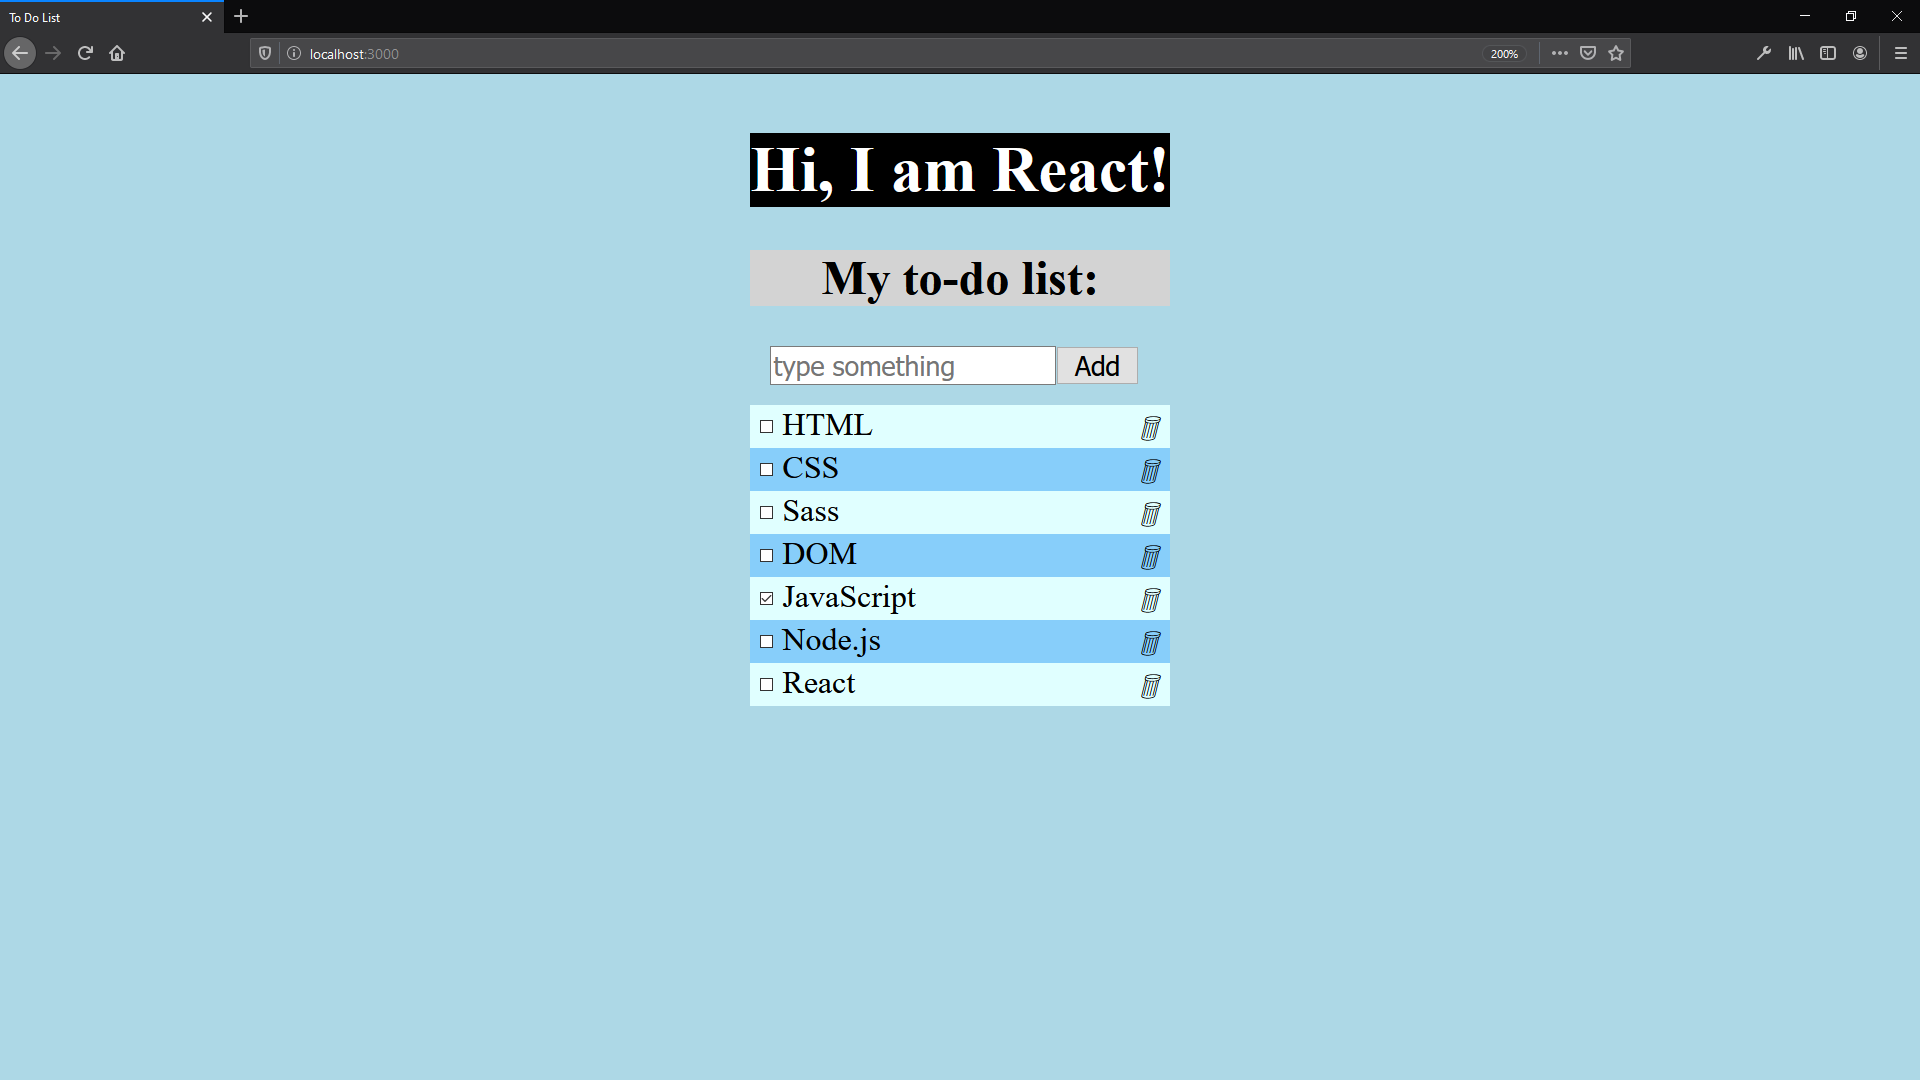 To Do List
localhost:3000
200%
Hi, I am React!
My to-do list:
type something
Add
HTML
CSS
Sass
DOM
JavaScript
Node.js
React